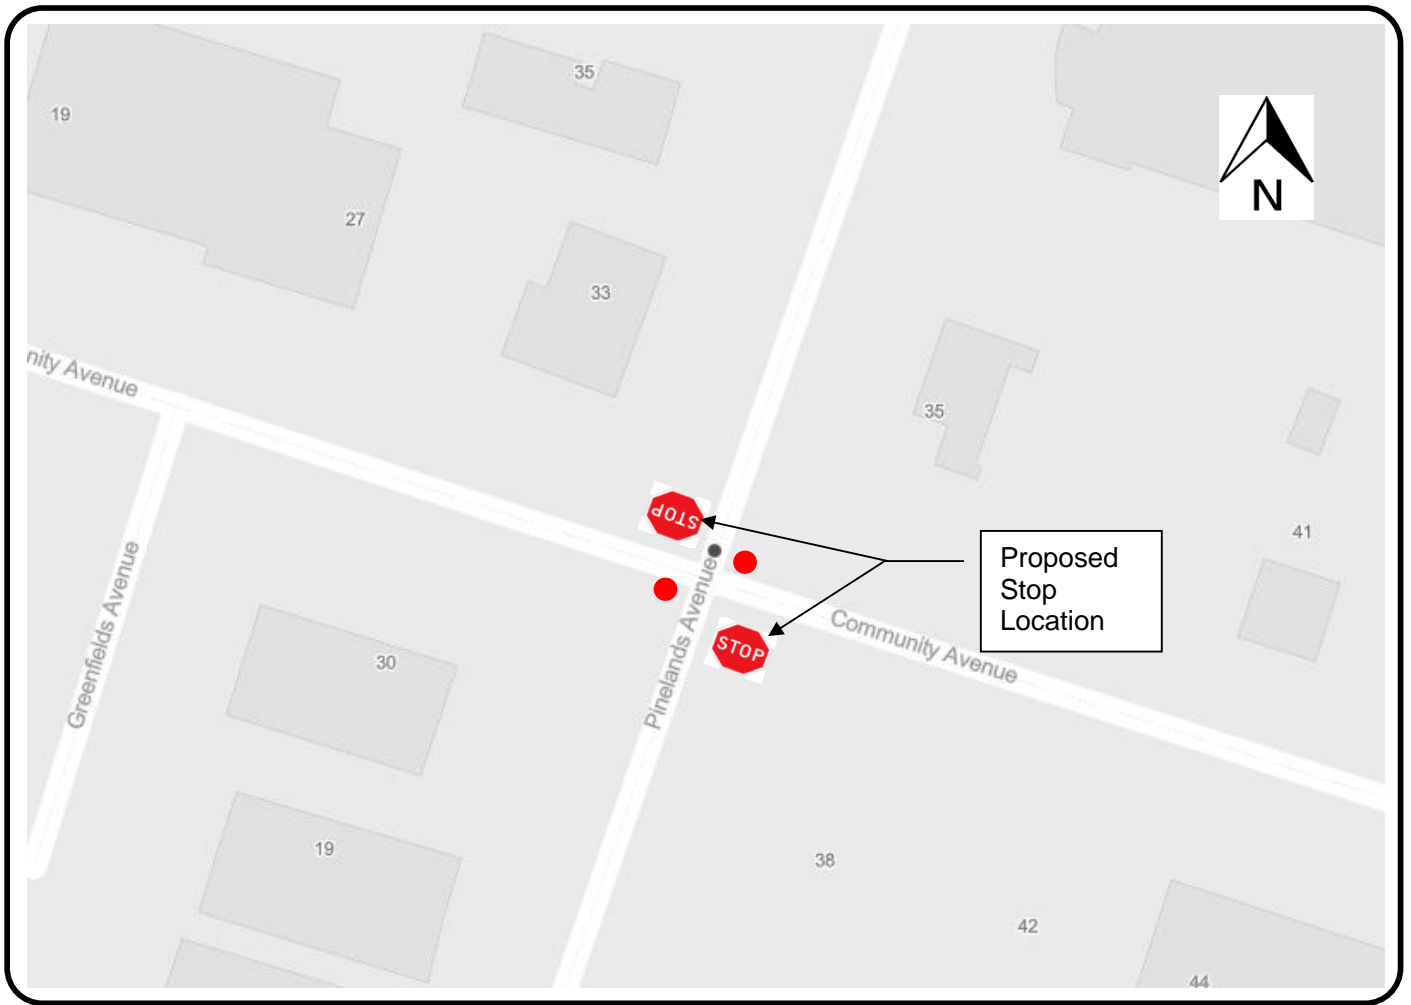 35
19
N
27
33
nity Avenue
35
STOP
41
Proposed
Stop
Location
Greenfields Avenue
Pinelands Avenue
Community Avenue
STOP
30
19
38
42
44